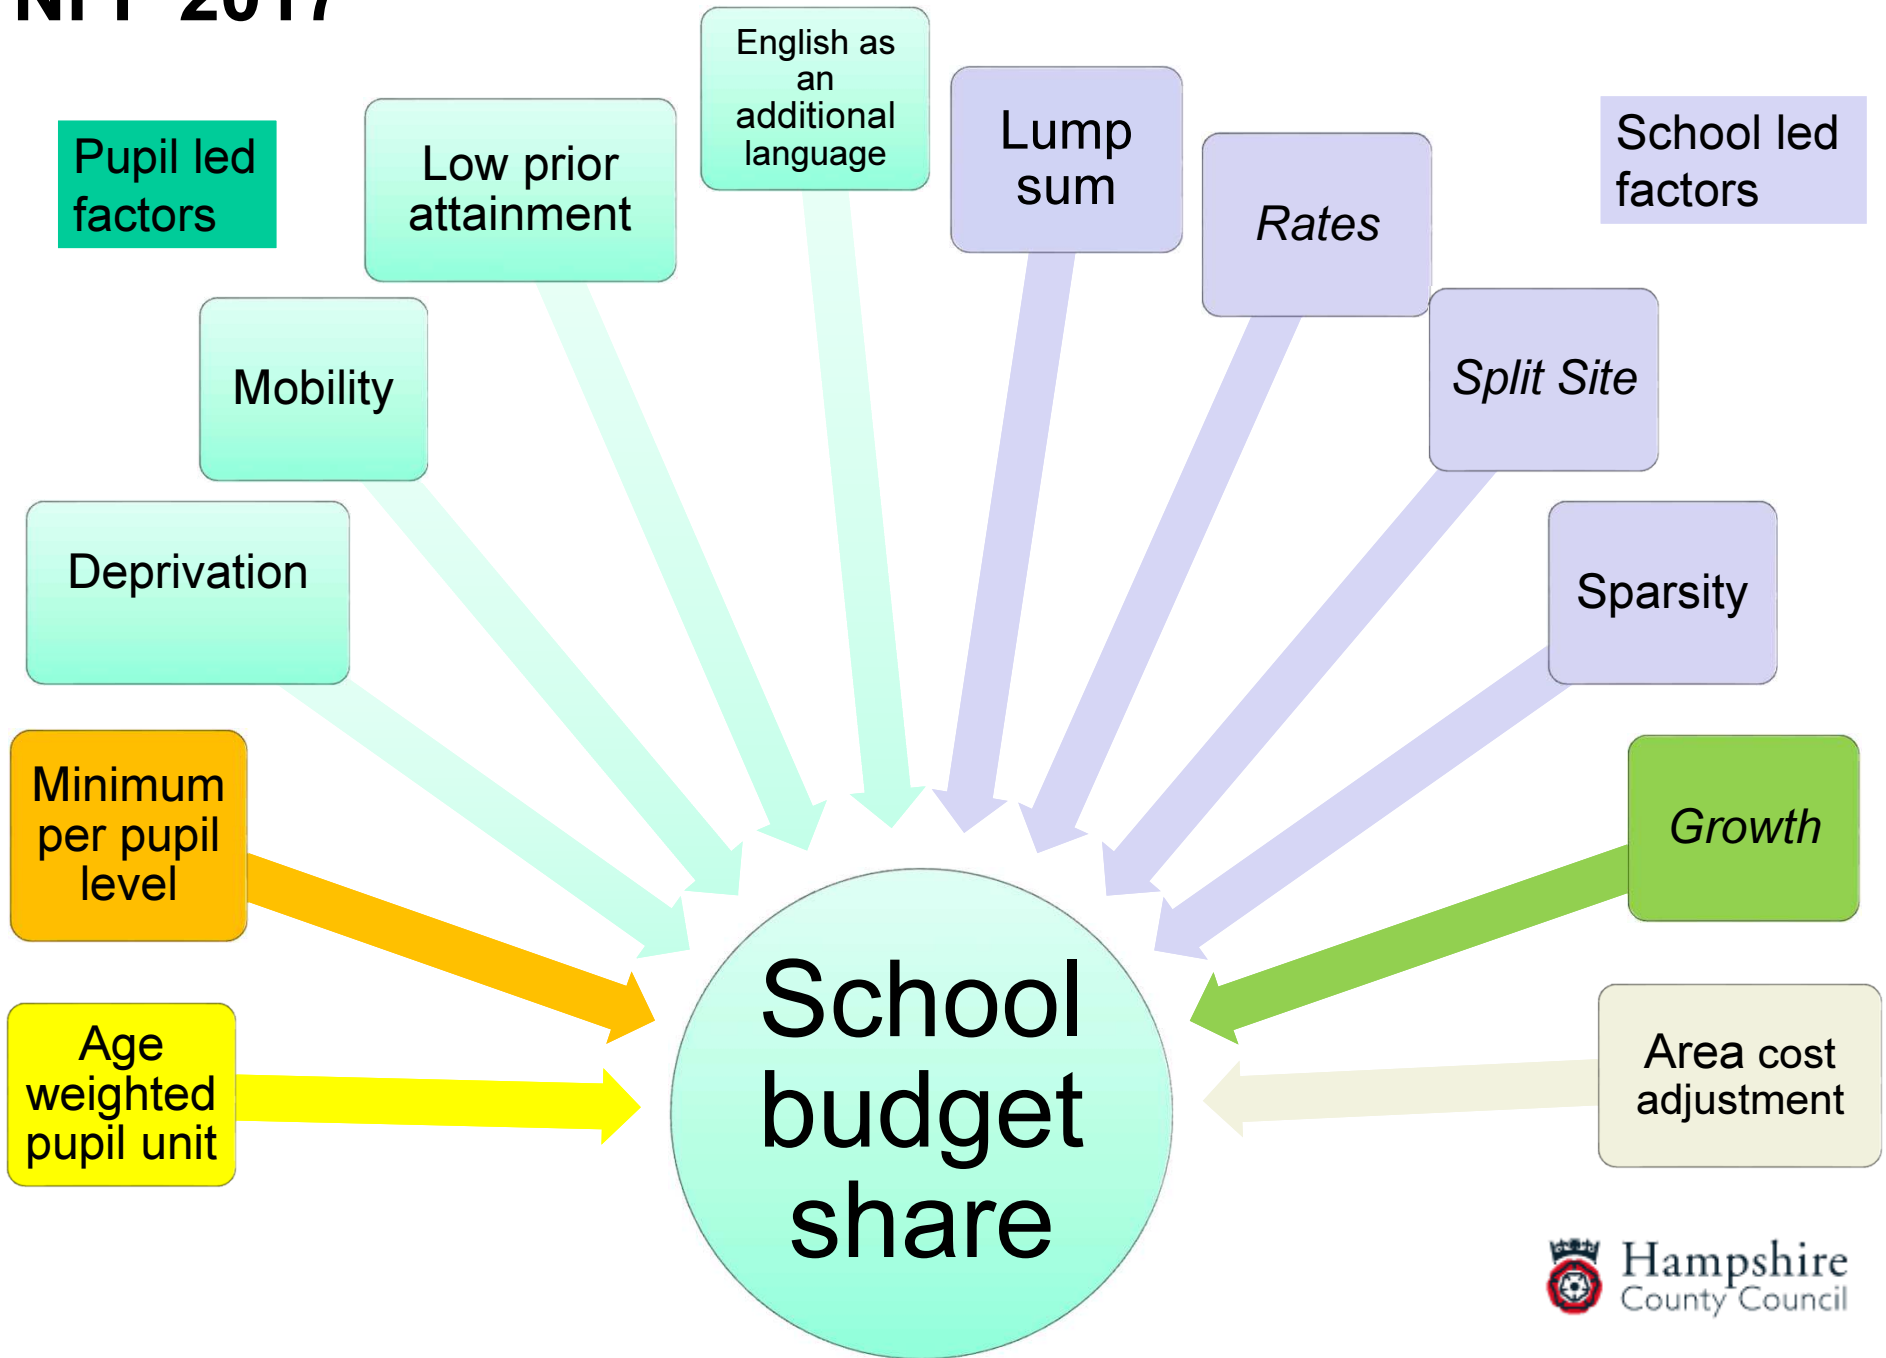 NFF 2017
English as
an
additional
language
Pupil led
factors
Low prior
attainment
Lump
sum
Rates
School led
factors
Mobility
Split Site
Deprivation
Sparsity
Minimum
per pupil
level
Growth
Age
weighted
pupil unit
School
budget
share
Area cost
adjustment
Hampshire
County Council